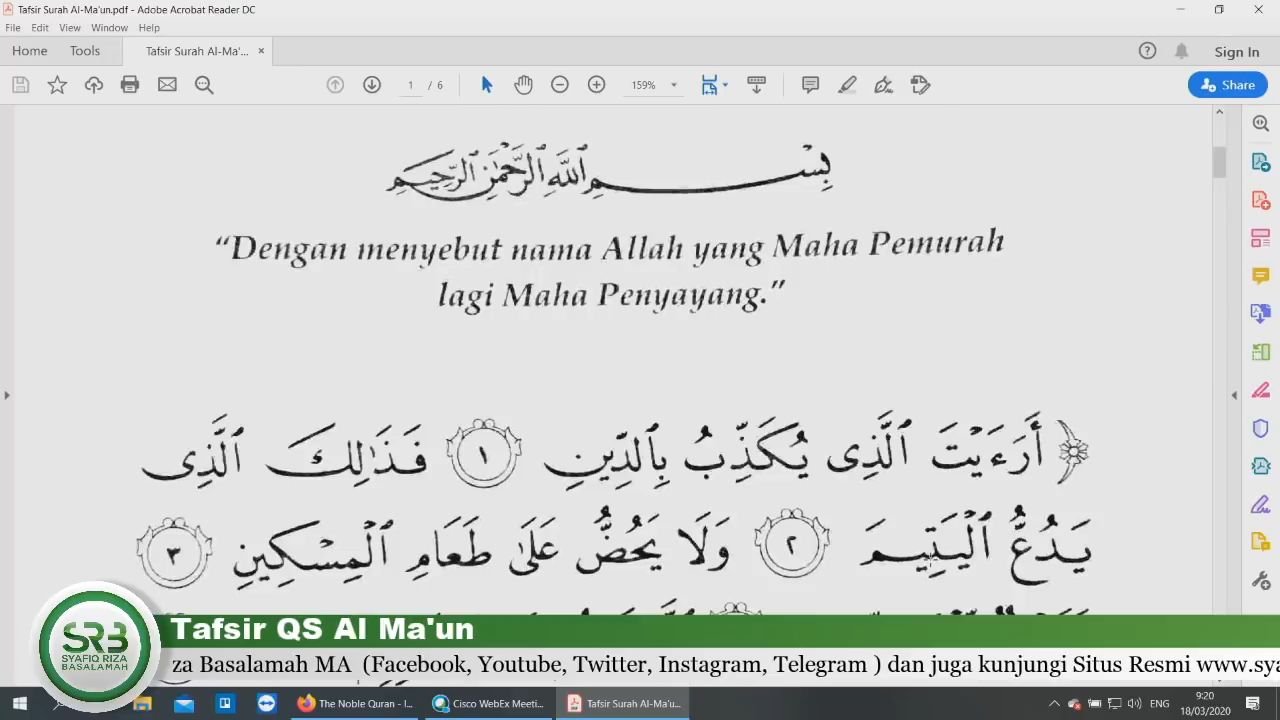 Tafsir Surah Al-Ma'un.pdf - Adobe Acrobat Reader DC
File Edit View Window Help
Home Tools Tafsir Surah Al-Ma'... × Sign In
1 / 6 159% Share
بِسْمِ ٱللَّهِ ٱلرَّحْمَٰنِ ٱلرَّحِيمِ
“Dengan menyebut nama Allah yang Maha Pemurah
lagi Maha Penyayang.”
﴿ أَرَءَيْتَ ٱلَّذِى يُكَذِّبُ بِٱلدِّينِ ١ فَذَٰلِكَ ٱلَّذِى
يَدُعُّ ٱلْيَتِيمَ ٢ وَلَا يَحُضُّ عَلَىٰ طَعَامِ ٱلْمِسْكِينِ ٣
SRB
SYAFIQ RIZA
BASALAMAH
Tafsir QS Al Ma'un
za Basalamah MA (Facebook, Youtube, Twitter, Instagram, Telegram ) dan juga kunjungi Situs Resmi www.sya
The Noble Quran - I... Cisco WebEx Meeti... Tafsir Surah Al-Ma'u... ENG
9:20
18/03/2020